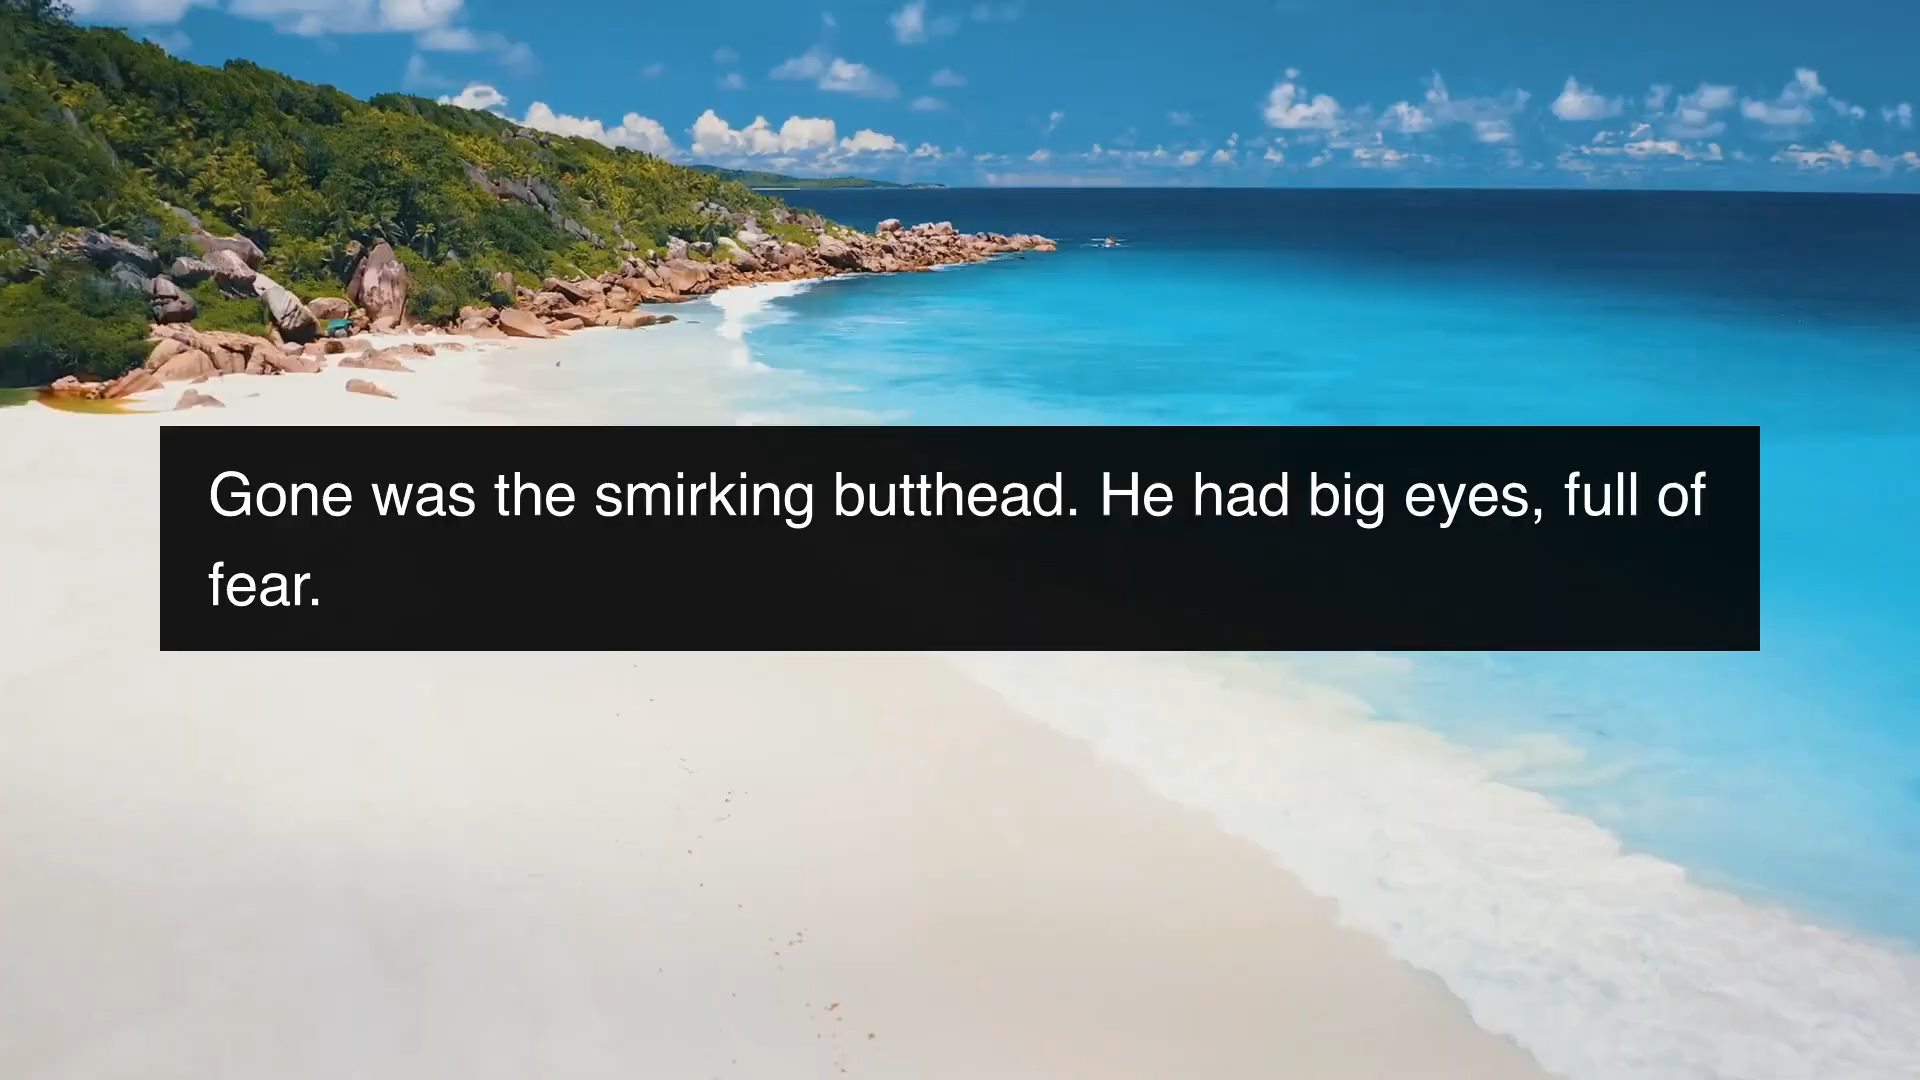 Gone was the smirking butthead. He had big eyes, full of
fear.